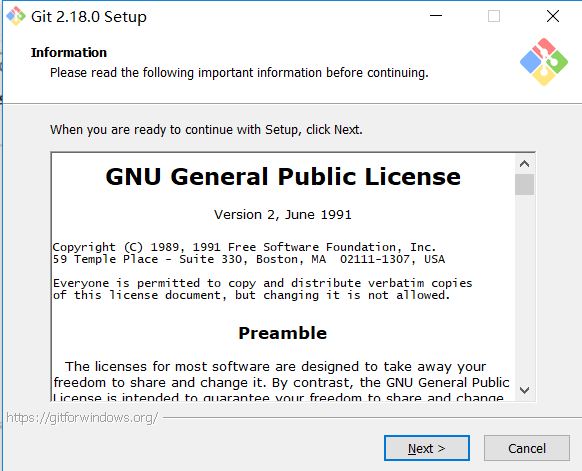 Git 2.18.0 Setup
Information
Please read the following important information before continuing.
When you are ready to continue with Setup, click Next.
GNU General Public License
Version 2, June 1991
Copyright (C) 1989, 1991 Free Software Foundation, Inc.
59 Temple Place - Suite 330, Boston, MA  02111-1307, USA
Everyone is permitted to copy and distribute verbatim copies
of this license document, but changing it is not allowed.
Preamble
The licenses for most software are designed to take away your
freedom to share and change it. By contrast, the GNU General Public
License is intended to guarantee your freedom to share and change
https://gitforwindows.org/
Next >
Cancel